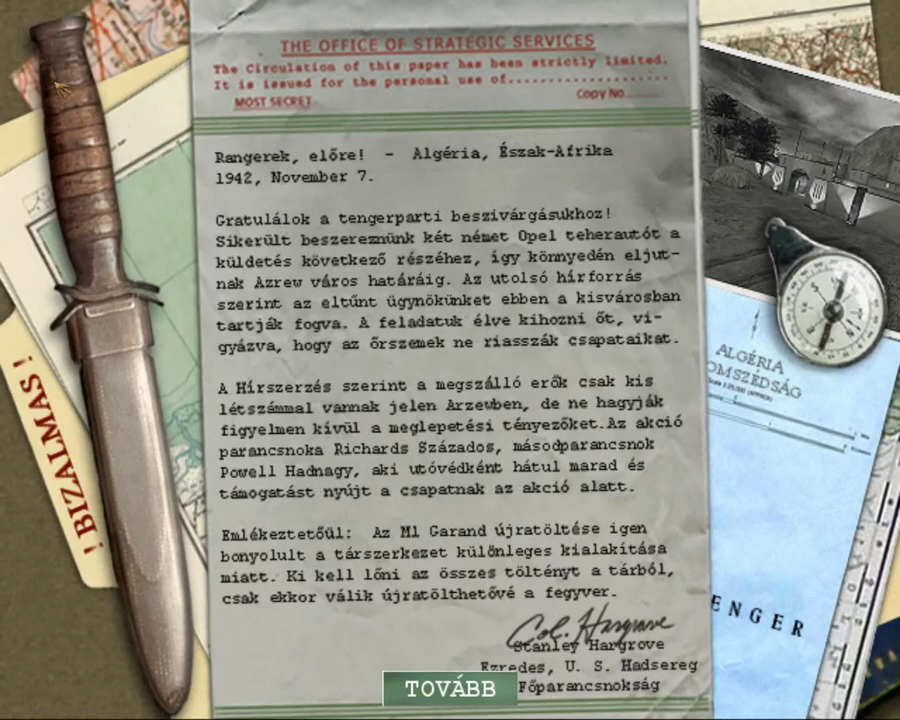 THE OFFICE OF STRATEGIC SERVICES
The Circulation of this paper has been strictly limited.
It is issued for the personal use of....................
MOST SECRET
Copy No.........
Rangerek, előre! - Algéria, Észak-Afrika
1942, November 7.
Gratulálok a tengerparti beszivárgásukhoz!
Sikerült beszereznünk két német Opel teherautót a
küldetés következő részéhez, így könnyedén eljut-
nak Azrew város határáig. Az utolsó hírforrás
szerint az eltűnt ügynökünket ebben a kisvárosban
tartják fogva. A feladatuk élve kihozni őt, vi-
gyázva, hogy az őrszemek ne riasszák csapataikat.
A Hírszerzés szerint a megszálló erők csak kis
létszámmal vannak jelen Arzewben, de ne hagyják
figyelmen kívül a meglepetési tényezőket.Az akció
parancsnoka Richards Százados, másodparancsnok
Powell Hadnagy, aki utóvédként hátul marad és
támogatást nyújt a csapatnak az akció alatt.
Emlékeztetőül: Az M1 Garand újratöltése igen
bonyolult a társzerkezet különleges kialakítása
miatt. Ki kell lőni az összes töltényt a tárból,
csak ekkor válik újratölthetővé a fegyver.
Col. Hargrove
Stanley Hargrove
Ezredes, U. S. Hadsereg
Főparancsnokság
TOVÁBB
! BIZALMAS !
ALGÉRIA
OMSZÉDSÁG
ENGER